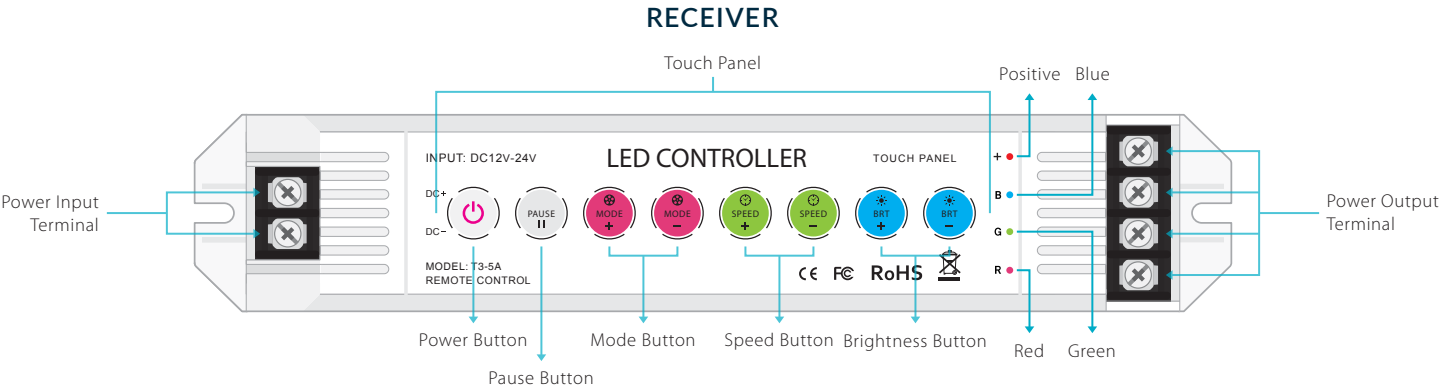 RECEIVER
Touch Panel
Positive Blue
INPUT: DC12V-24V LED CONTROLLER TOUCH PANEL +
DC+ B
PAUSE MODE + MODE - SPEED + SPEED - BRT + BRT -
Power Input
Terminal
Power Output
Terminal
DC- G
MODEL: T3-5A
REMOTE CONTROL
CE FC RoHS R
Power Button Mode Button Speed Button Brightness Button Red Green
Pause Button